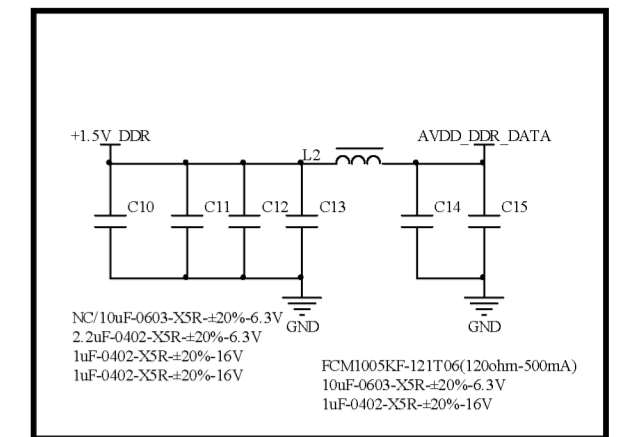 +1.5V_DDR
AVDD_DDR_DATA
L2
C10
C11
C12
C13
C14
C15
NC/10uF-0603-X5R-±20%-6.3V
GND
GND
2.2uF-0402-X5R-±20%-6.3V
1uF-0402-X5R-±20%-16V
1uF-0402-X5R-±20%-16V
FCM1005KF-121T06(120ohm-500mA)
10uF-0603-X5R-±20%-6.3V
1uF-0402-X5R-±20%-16V